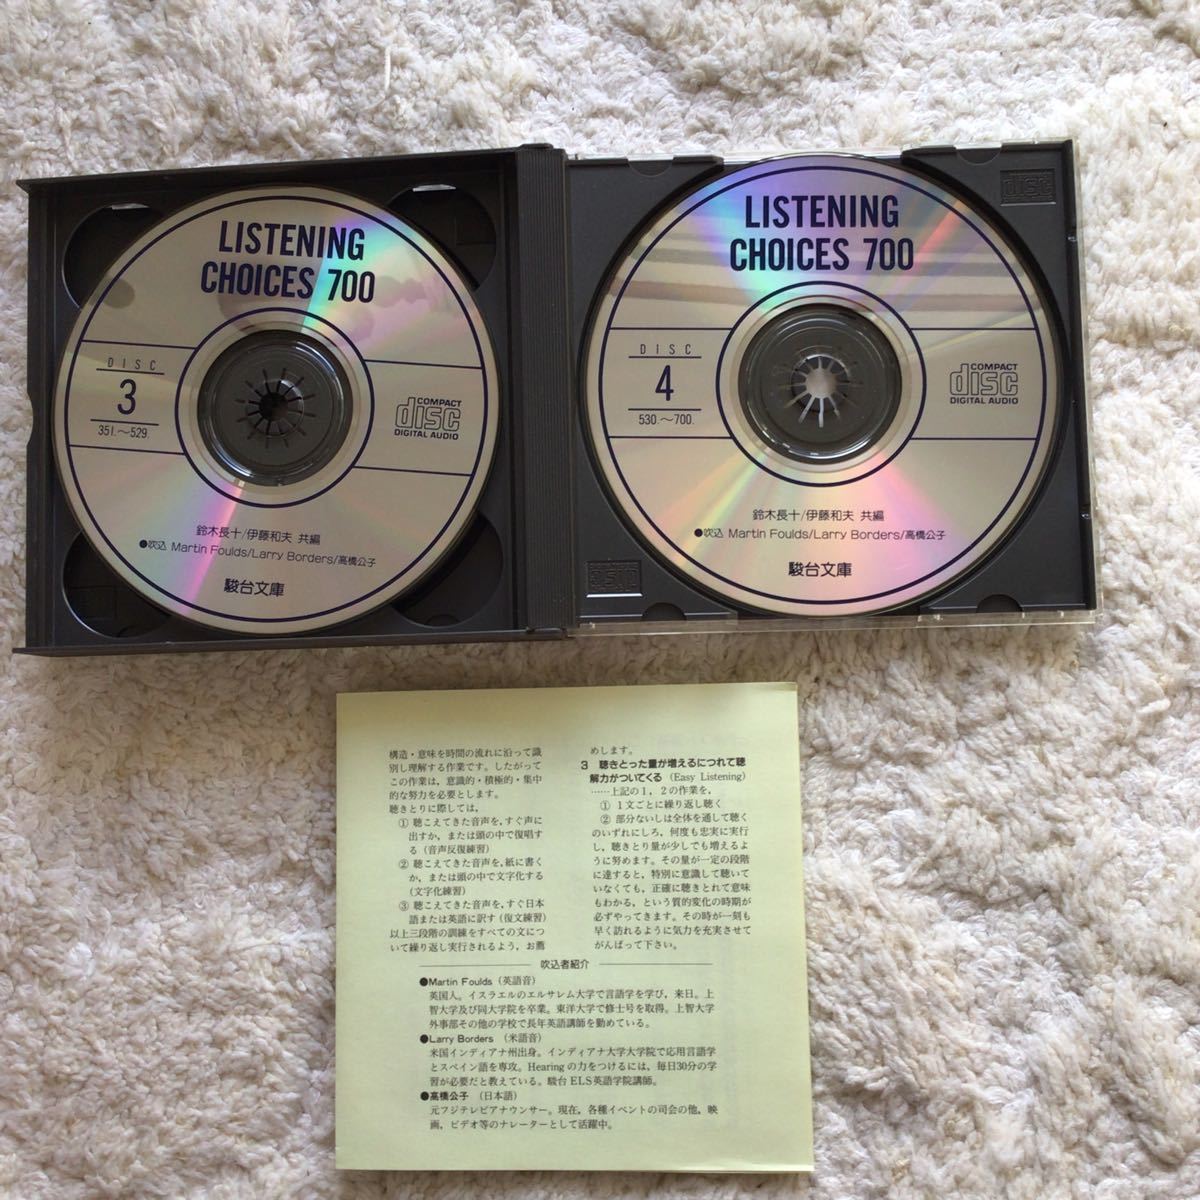 LISTENING
CHOICES 700
DISC
3
351.〜529.
COMPACT
disc
DIGITAL AUDIO
鈴木長十/伊藤和夫 共編
●吹込 Martin Foulds/Larry Borders/高橋公子
駿台文庫
LISTENING
CHOICES 700
DISC
4
530.〜700.
COMPACT
disc
DIGITAL AUDIO
鈴木長十/伊藤和夫 共編
●吹込 Martin Foulds/Larry Borders/高橋公子
駿台文庫
構造・意味を時間の流れに沿って識
別し理解する作業です。したがって
この作業は，意識的・積極的・集中
的な努力を必要とします。
聴きとりに際しては，
① 聴こえてきた音声を，すぐ声に
出すか，または頭の中で復唱す
る（音声反復練習）
② 聴こえてきた音声を，紙に書く
か，または頭の中で文字化する
（文字化練習）
③ 聴こえてきた音声を，すぐ日本
語または英語に訳す（復文練習）
以上三段階の訓練をすべての文につ
いて繰り返し実行されるよう，お薦
めします。
3 聴きとった量が増えるにつれて聴
解力がついてくる（Easy Listening）
……上記の1，2の作業を，
① 1文ごとに繰り返し聴く
② 部分ないしは全体を通して聴く
のいずれにしろ，何度も忠実に実行
し，聴きとり量が少しでも増えるよ
うに努めます。その量が一定の段階
に達すると，特別に意識して聴いて
いなくても，正確に聴きとれて意味
もわかる，という質的変化の時期が
必ずやってきます。その時が一刻も
早く訪れるように気力を充実させて
がんばって下さい。
吹込者紹介
●Martin Foulds（英語音）
英国人。イスラエルのエルサレム大学で言語学を学び，来日。上
智大学及び同大学院を卒業。東洋大学で修士号を取得。上智大学
外事部その他の学校で長年英語講師を勤めている。
●Larry Borders （米語音）
米国インディアナ州出身。インディアナ大学大学院で応用言語学
とスペイン語を専攻。Hearingの力をつけるには，毎日30分の学
習が必要だと教えている。駿台ELS英語学院講師。
●高橋公子 （日本語）
元フジテレビアナウンサー。現在，各種イベントの司会の他，映
画，ビデオ等のナレーターとして活躍中。